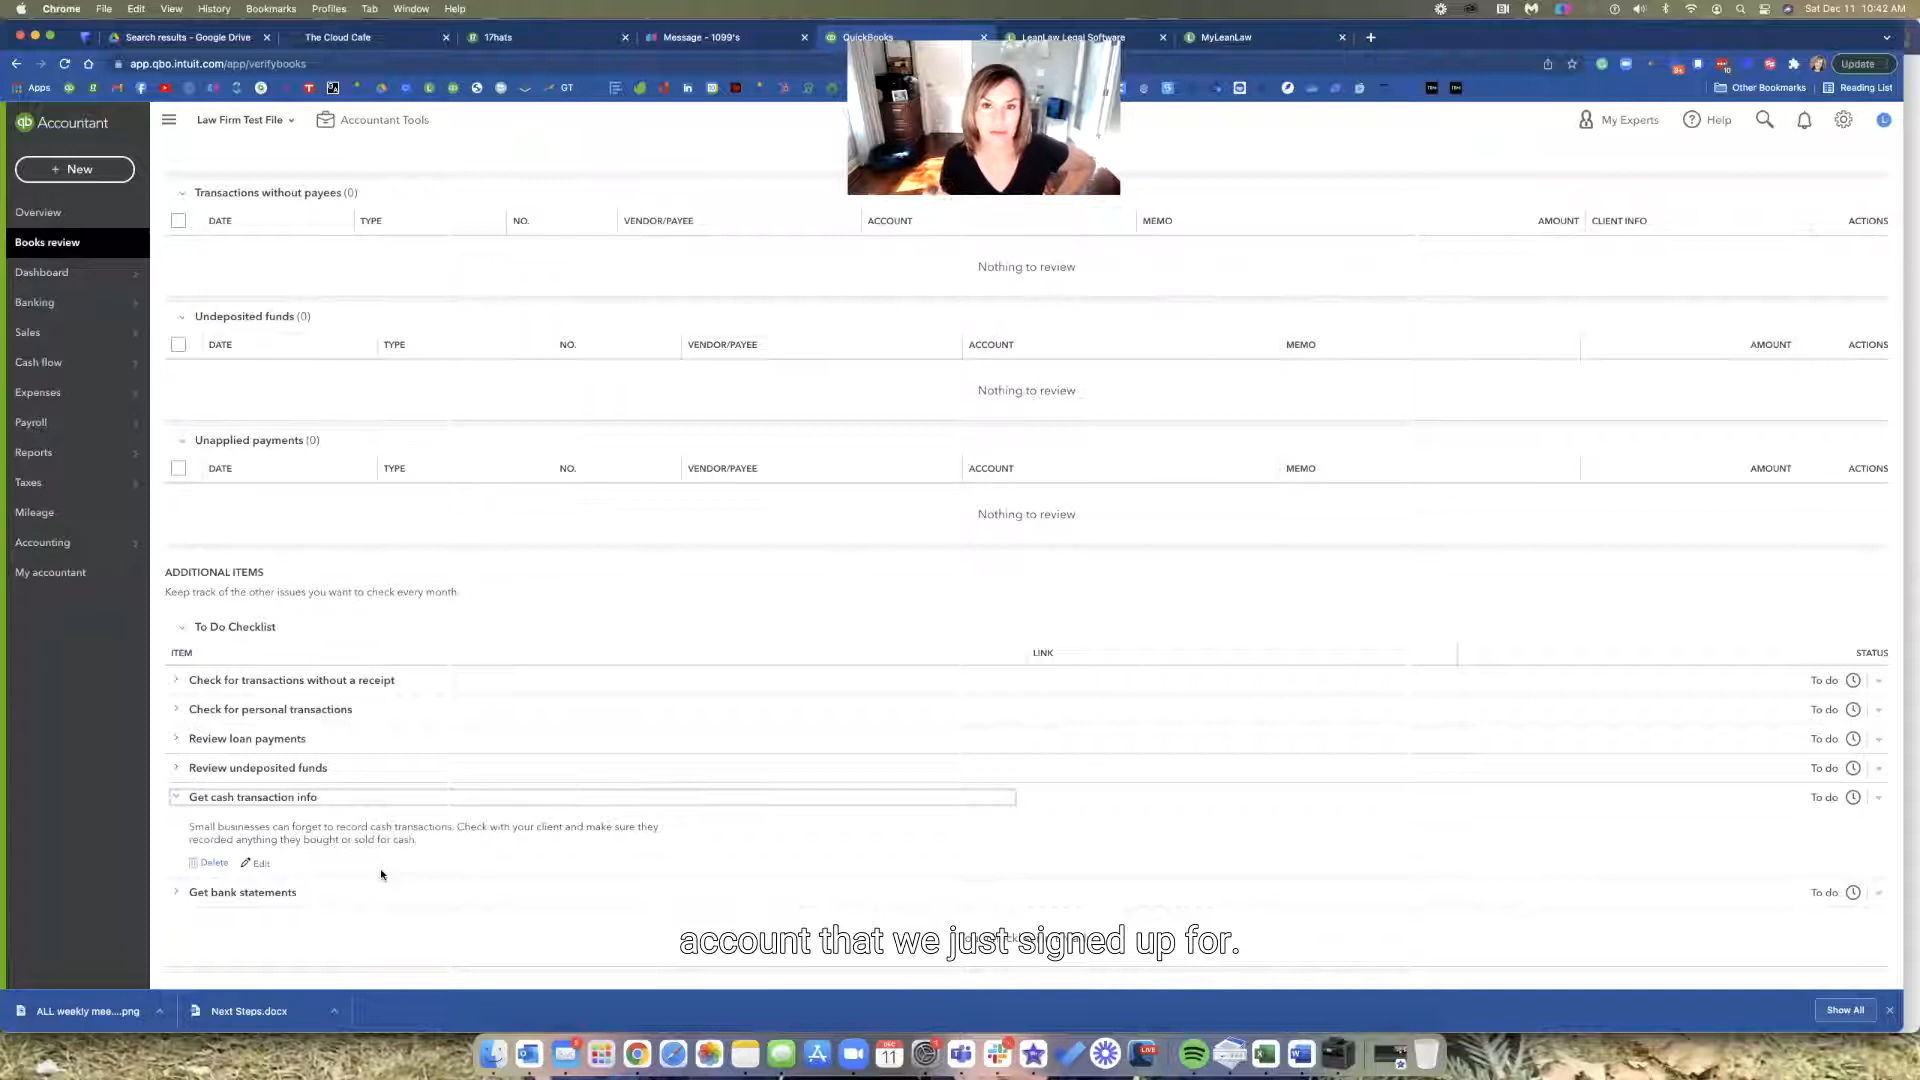 Chrome File Edit View History Bookmarks Profiles Tab Window Help
Sat Dec 11 10:42 AM
Search results - Google Drive
The Cloud Cafe
17hats
Message - 1099's
QuickBooks
LeanLaw Legal Software
MyLeanLaw
app.qbo.intuit.com/app/verifybooks
Update
Apps
GT
Other Bookmarks
Reading List
qb Accountant
Law Firm Test File
Accountant Tools
My Experts
Help
L
+ New
Overview
Books review
Dashboard
Banking
Sales
Cash flow
Expenses
Payroll
Reports
Taxes
Mileage
Accounting
My accountant
Transactions without payees (0)
DATE TYPE NO. VENDOR/PAYEE ACCOUNT MEMO AMOUNT CLIENT INFO ACTIONS
Nothing to review
Undeposited funds (0)
DATE TYPE NO. VENDOR/PAYEE ACCOUNT MEMO AMOUNT ACTIONS
Nothing to review
Unapplied payments (0)
DATE TYPE NO. VENDOR/PAYEE ACCOUNT MEMO AMOUNT ACTIONS
Nothing to review
ADDITIONAL ITEMS
Keep track of the other issues you want to check every month.
To Do Checklist
ITEM LINK STATUS
Check for transactions without a receipt To do
Check for personal transactions To do
Review loan payments To do
Review undeposited funds To do
Get cash transaction info To do
Small businesses can forget to record cash transactions. Check with your client and make sure they
recorded anything they bought or sold for cash.
Delete Edit
Get bank statements To do
account that we just signed up for.
ALL weekly mee....png
Next Steps.docx
Show All
DEC
11
LIVE